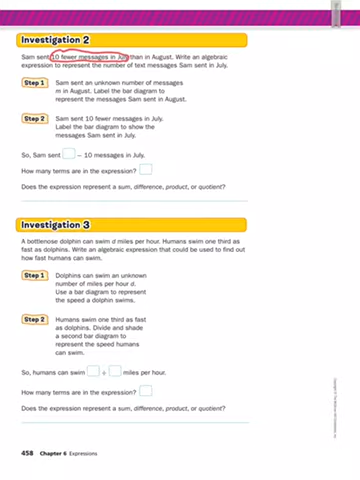 Investigation 2
Sam sent 10 fewer messages in July than in August. Write an algebraic
expression to represent the number of text messages Sam sent in July.
Step 1 Sam sent an unknown number of messages
m in August. Label the bar diagram to
represent the messages Sam sent in August.
Step 2 Sam sent 10 fewer messages in July.
Label the bar diagram to show the
messages Sam sent in July.
So, Sam sent − 10 messages in July.
How many terms are in the expression?
Does the expression represent a sum, difference, product, or quotient?
Investigation 3
A bottlenose dolphin can swim d miles per hour. Humans swim one third as
fast as dolphins. Write an algebraic expression that could be used to find out
how fast humans can swim.
Step 1 Dolphins can swim an unknown
number of miles per hour d.
Use a bar diagram to represent
the speed a dolphin swims.
Step 2 Humans swim one third as fast
as dolphins. Divide and shade
a second bar diagram to
represent the speed humans
can swim.
So, humans can swim ÷ miles per hour.
How many terms are in the expression?
Does the expression represent a sum, difference, product, or quotient?
458 Chapter 6 Expressions